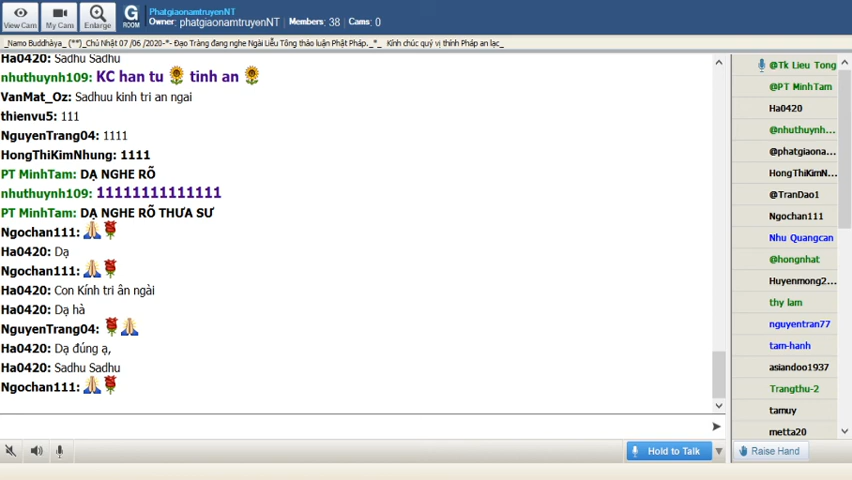 View Cam
My Cam
Enlarge
G
ROOM
PhatgiaonamtruyenNT
Owner: phatgiaonamtruyenNT Members: 38 Cams: 0
_Namo Buddhàya_ (**)_Chủ Nhật 07 /06 /2020-*- Đạo Tràng đang nghe Ngài Liễu Tông thảo luận Phật Pháp._*_ Kính chúc quý vị thính Pháp an lạc_
Ha0420: Sadhu Sadhu
nhuthuynh109: KC han tu 🌻 tinh an 🌻
VanMat_Oz: Sadhuu kinh tri an ngai
thienvu5: 111
NguyenTrang04: 1111
HongThiKimNhung: 1111
PT MinhTam: DẠ NGHE RÕ
nhuthuynh109: 11111111111111
PT MinhTam: DẠ NGHE RÕ THƯA SƯ
Ngochan111: 🙏🌹
Ha0420: Dạ
Ngochan111: 🙏🌹
Ha0420: Con Kính tri ân ngài
Ha0420: Dạ hà
NguyenTrang04: 🌹🙏
Ha0420: Dạ đúng ạ,
Ha0420: Sadhu Sadhu
Ngochan111: 🙏🌹
@Tk Lieu Tong
@PT MinhTam
Ha0420
@nhuthuynh...
@phatgiaona...
HongThiKimN...
@TranDao1
Ngochan111
Nhu Quangcan
@hongnhat
Huyenmong2...
thy lam
nguyentran77
tam-hanh
asiandoo1937
Trangthu-2
tamuy
metta20
Hold to Talk
Raise Hand